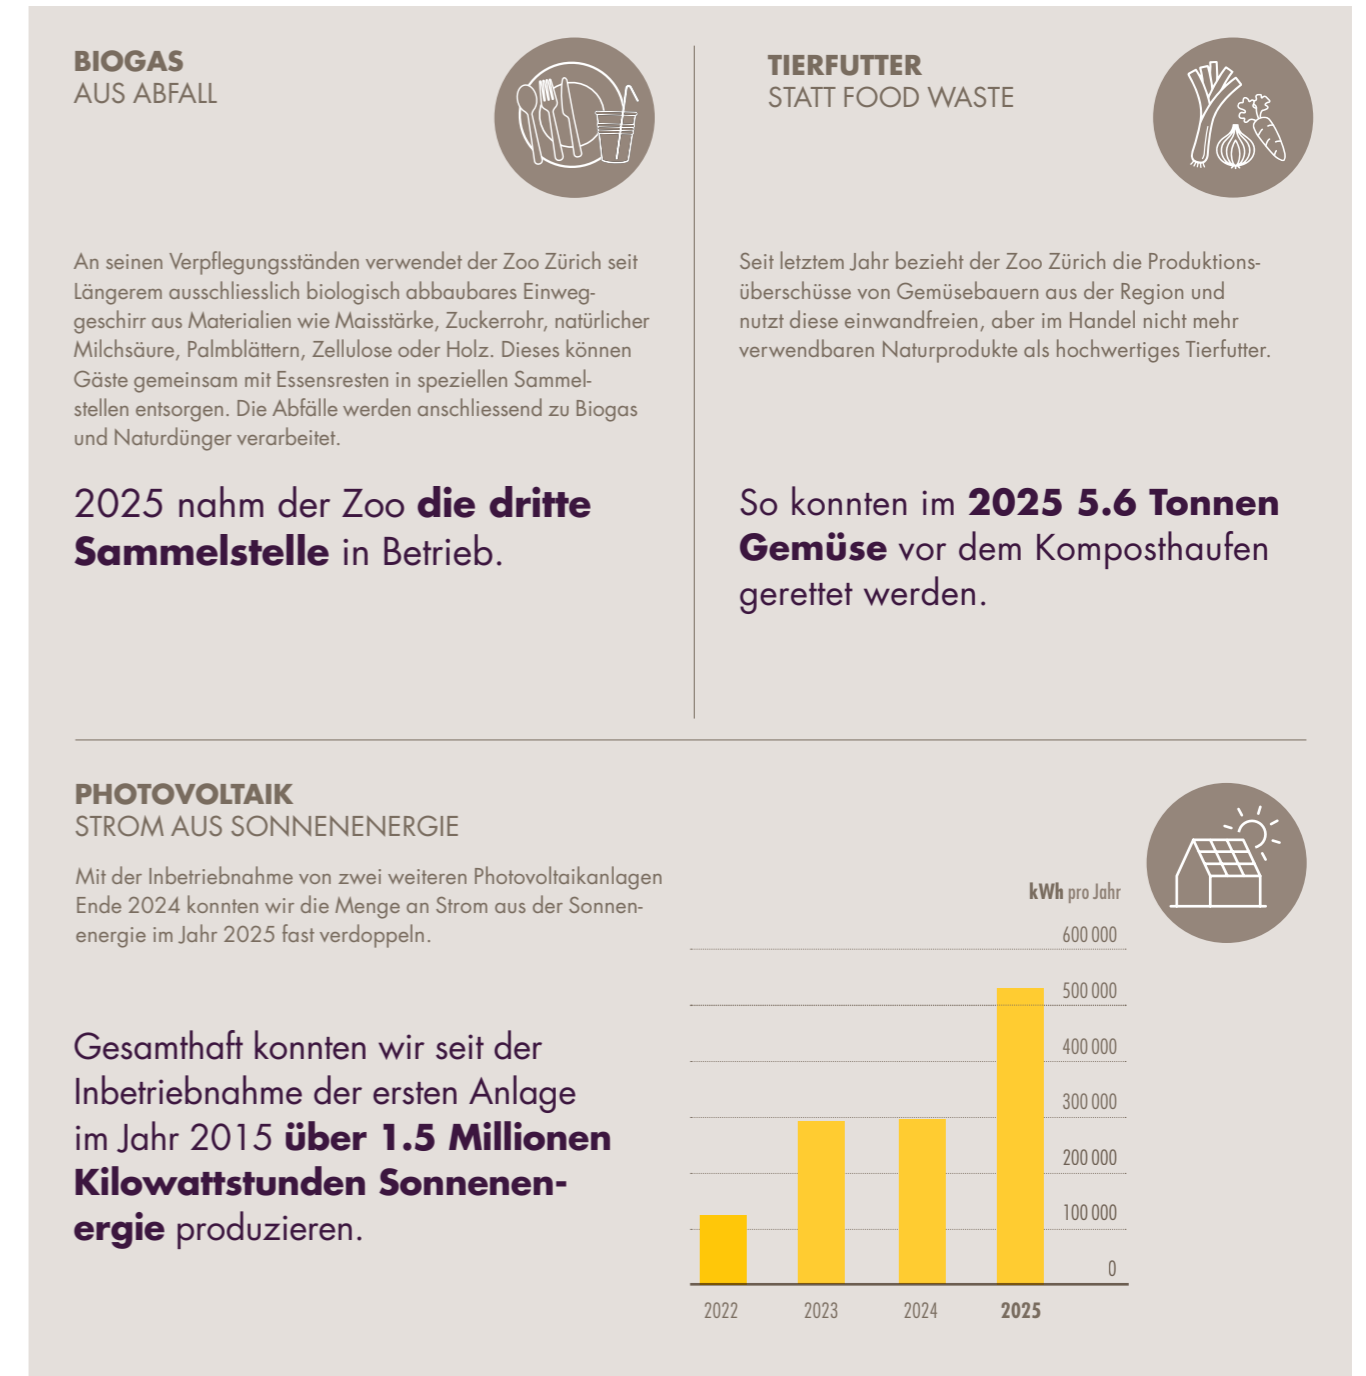 BIOGAS
AUS ABFALL
An seinen Verpflegungsständen verwendet der Zoo Zürich seit
Längerem ausschliesslich biologisch abbaubares Einweg-
geschirr aus Materialien wie Maisstärke, Zuckerrohr, natürlicher
Milchsäure, Palmblättern, Zellulose oder Holz. Dieses können
Gäste gemeinsam mit Essensresten in speziellen Sammel-
stellen entsorgen. Die Abfälle werden anschliessend zu Biogas
und Naturdünger verarbeitet.
2025 nahm der Zoo die dritte
Sammelstelle in Betrieb.
TIERFUTTER
STATT FOOD WASTE
Seit letztem Jahr bezieht der Zoo Zürich die Produktions-
überschüsse von Gemüsebauern aus der Region und
nutzt diese einwandfreien, aber im Handel nicht mehr
verwendbaren Naturprodukte als hochwertiges Tierfutter.
So konnten im 2025 5.6 Tonnen
Gemüse vor dem Komposthaufen
gerettet werden.
PHOTOVOLTAIK
STROM AUS SONNENENERGIE
Mit der Inbetriebnahme von zwei weiteren Photovoltaikanlagen
Ende 2024 konnten wir die Menge an Strom aus der Sonnen-
energie im Jahr 2025 fast verdoppeln.
Gesamthaft konnten wir seit der
Inbetriebnahme der ersten Anlage
im Jahr 2015 über 1.5 Millionen
Kilowattstunden Sonnenen-
ergie produzieren.
kWh pro Jahr
600 000
500 000
400 000
300 000
200 000
100 000
0
2022 2023 2024 2025